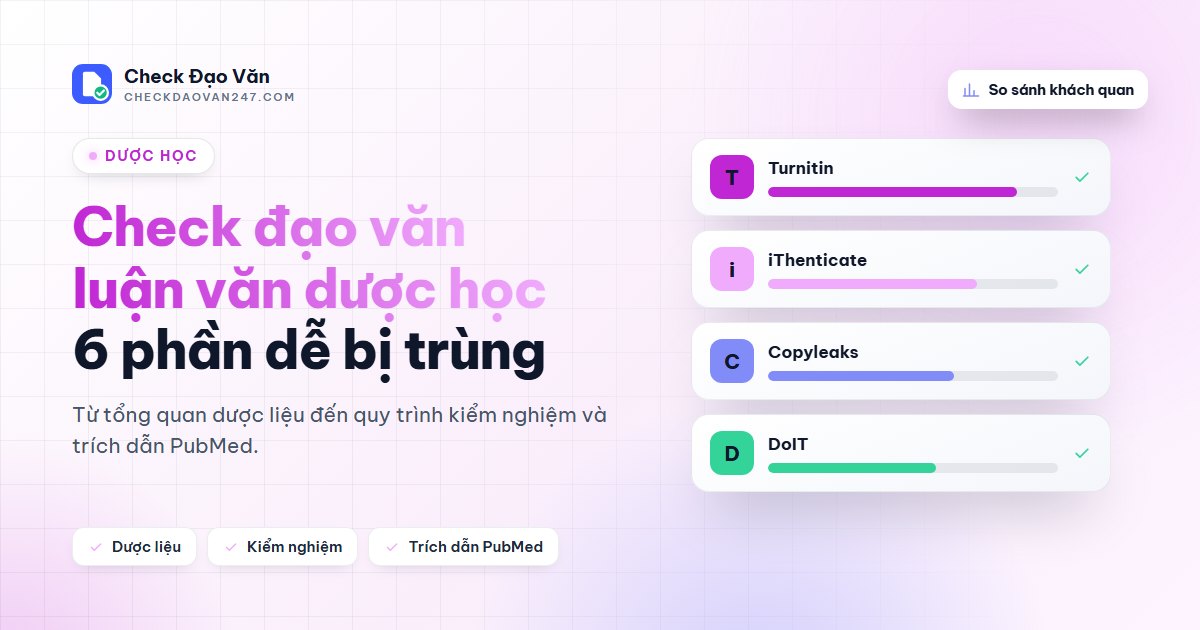 Check Đạo Văn
CHECKDAOVAN247.COM
So sánh khách quan
DƯỢC HỌC
Check đạo văn
luận văn dược học
6 phần dễ bị trùng
Từ tổng quan dược liệu đến quy trình kiểm nghiệm và
trích dẫn PubMed.
Dược liệu
Kiểm nghiệm
Trích dẫn PubMed
T
Turnitin
i
iThenticate
C
Copyleaks
D
DoIT